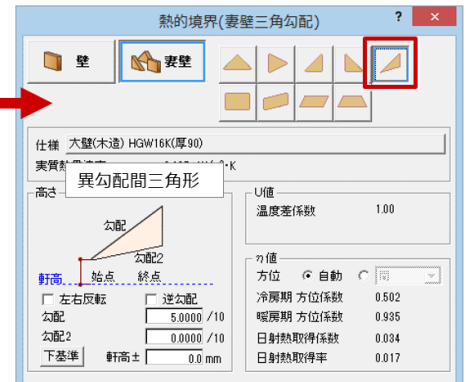 熱的境界(妻壁三角勾配)
? ×
壁
妻壁
仕様 大壁(木造) HGW16K(厚90)
異勾配間三角形
高さ
勾配
勾配2
軒高 始点 終点
左右反転 逆勾配
勾配 5.0000 /10
勾配2 0.0000 /10
下基準 軒高± 0.0 mm
U値
温度差係数 1.00
η値
方位 自動
冷房期 方位係数 0.502
暖房期 方位係数 0.935
日射熱取得係数 0.034
日射熱取得率 0.017